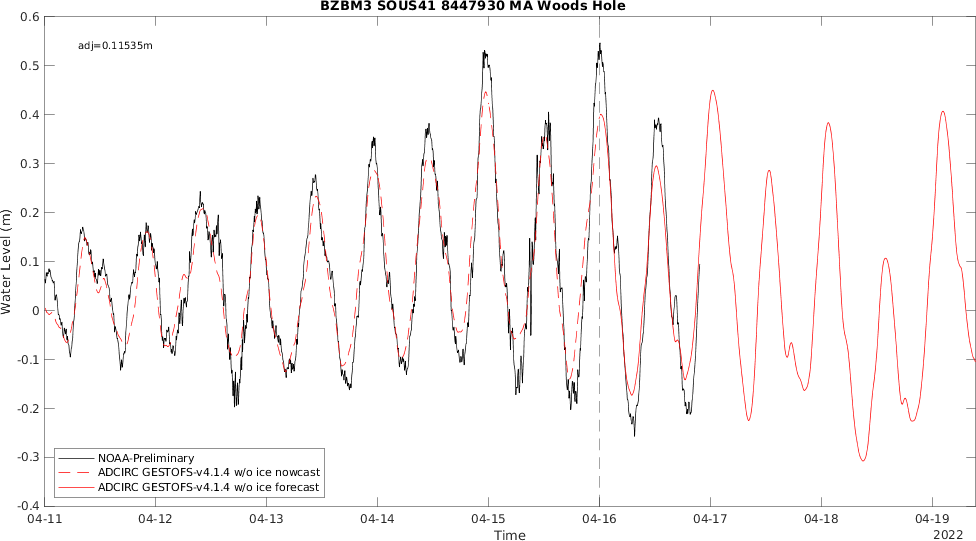 BZBM3 SOUS41 8447930 MA Woods Hole
adj=0.11535m
0.6
0.5
0.4
0.3
0.2
0.1
0
-0.1
-0.2
-0.3
-0.4
Water Level (m)
NOAA-Preliminary
ADCIRC GESTOFS-v4.1.4 w/o ice nowcast
ADCIRC GESTOFS-v4.1.4 w/o ice forecast
04-11 04-12 04-13 04-14 04-15 04-16 04-17 04-18 04-19
Time
2022